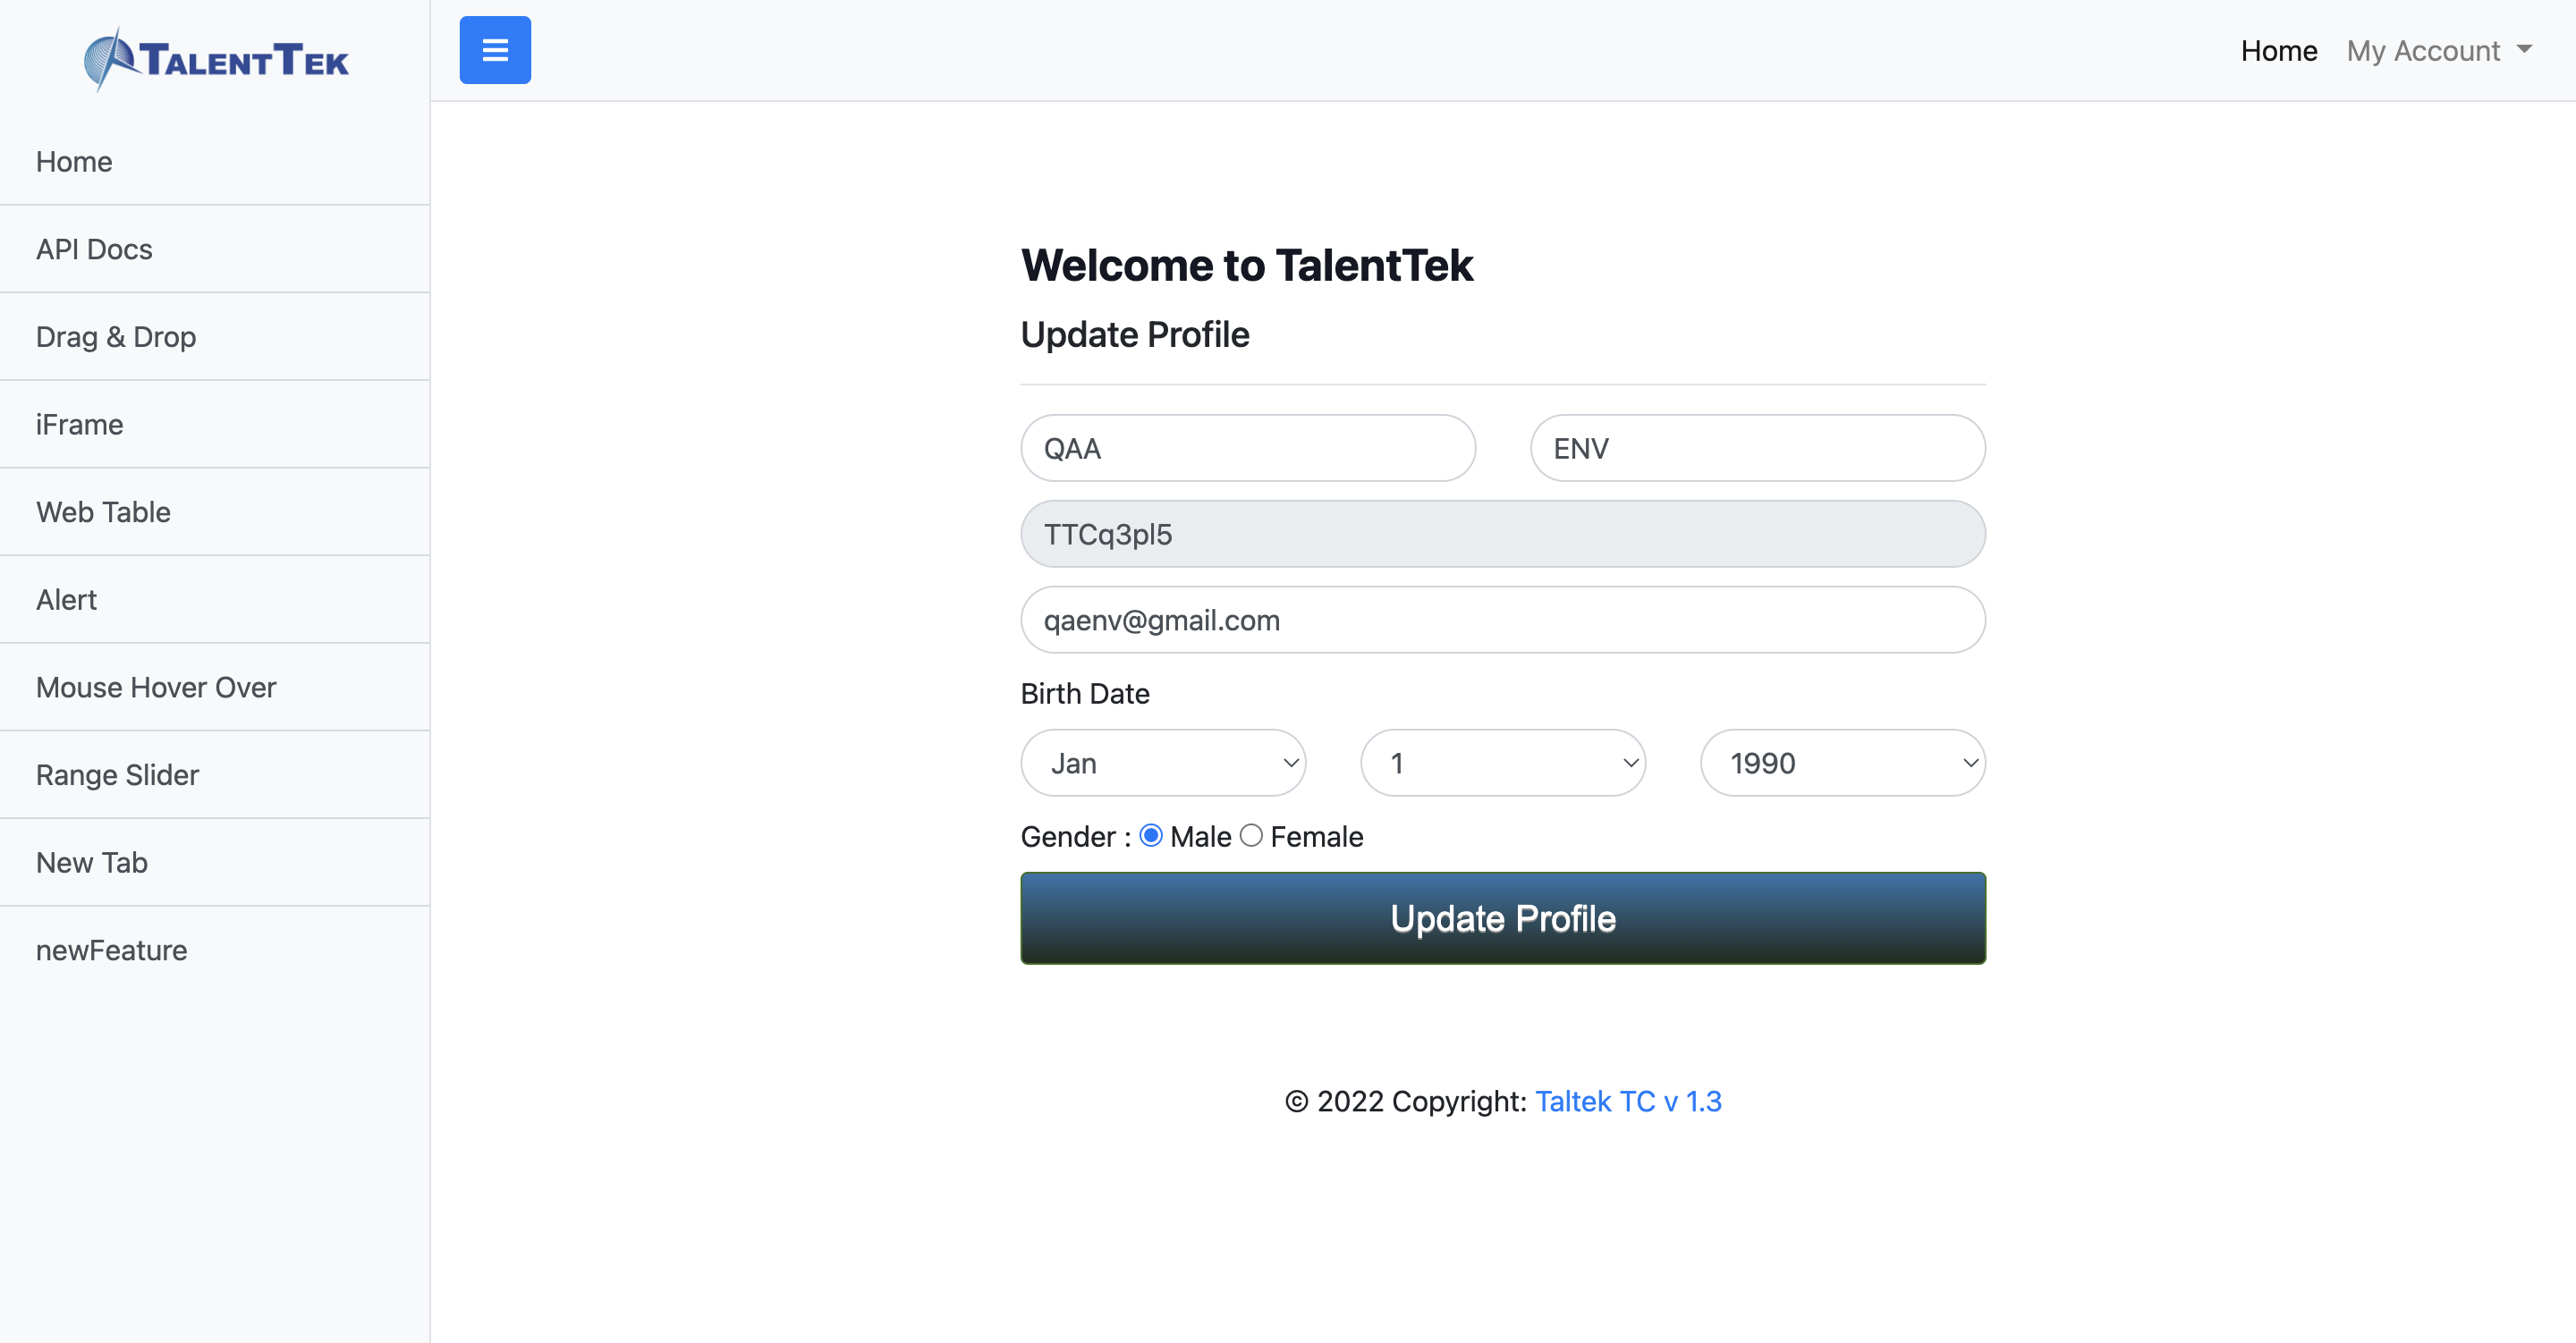 TALENTTEK
Home My Account
Home
API Docs
Drag & Drop
iFrame
Web Table
Alert
Mouse Hover Over
Range Slider
New Tab
newFeature
Welcome to TalentTek
Update Profile
QAA ENV
TTCq3pl5
qaenv@gmail.com
Birth Date
Jan 1 1990
Gender : Male Female
Update Profile
© 2022 Copyright: Taltek TC v 1.3